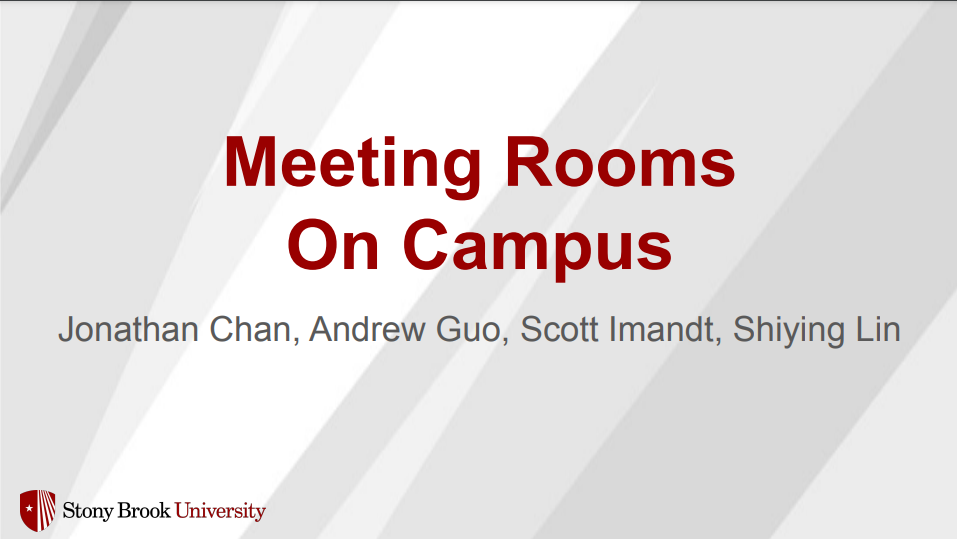 Meeting Rooms
On Campus
Jonathan Chan, Andrew Guo, Scott Imandt, Shiying Lin
Stony Brook University